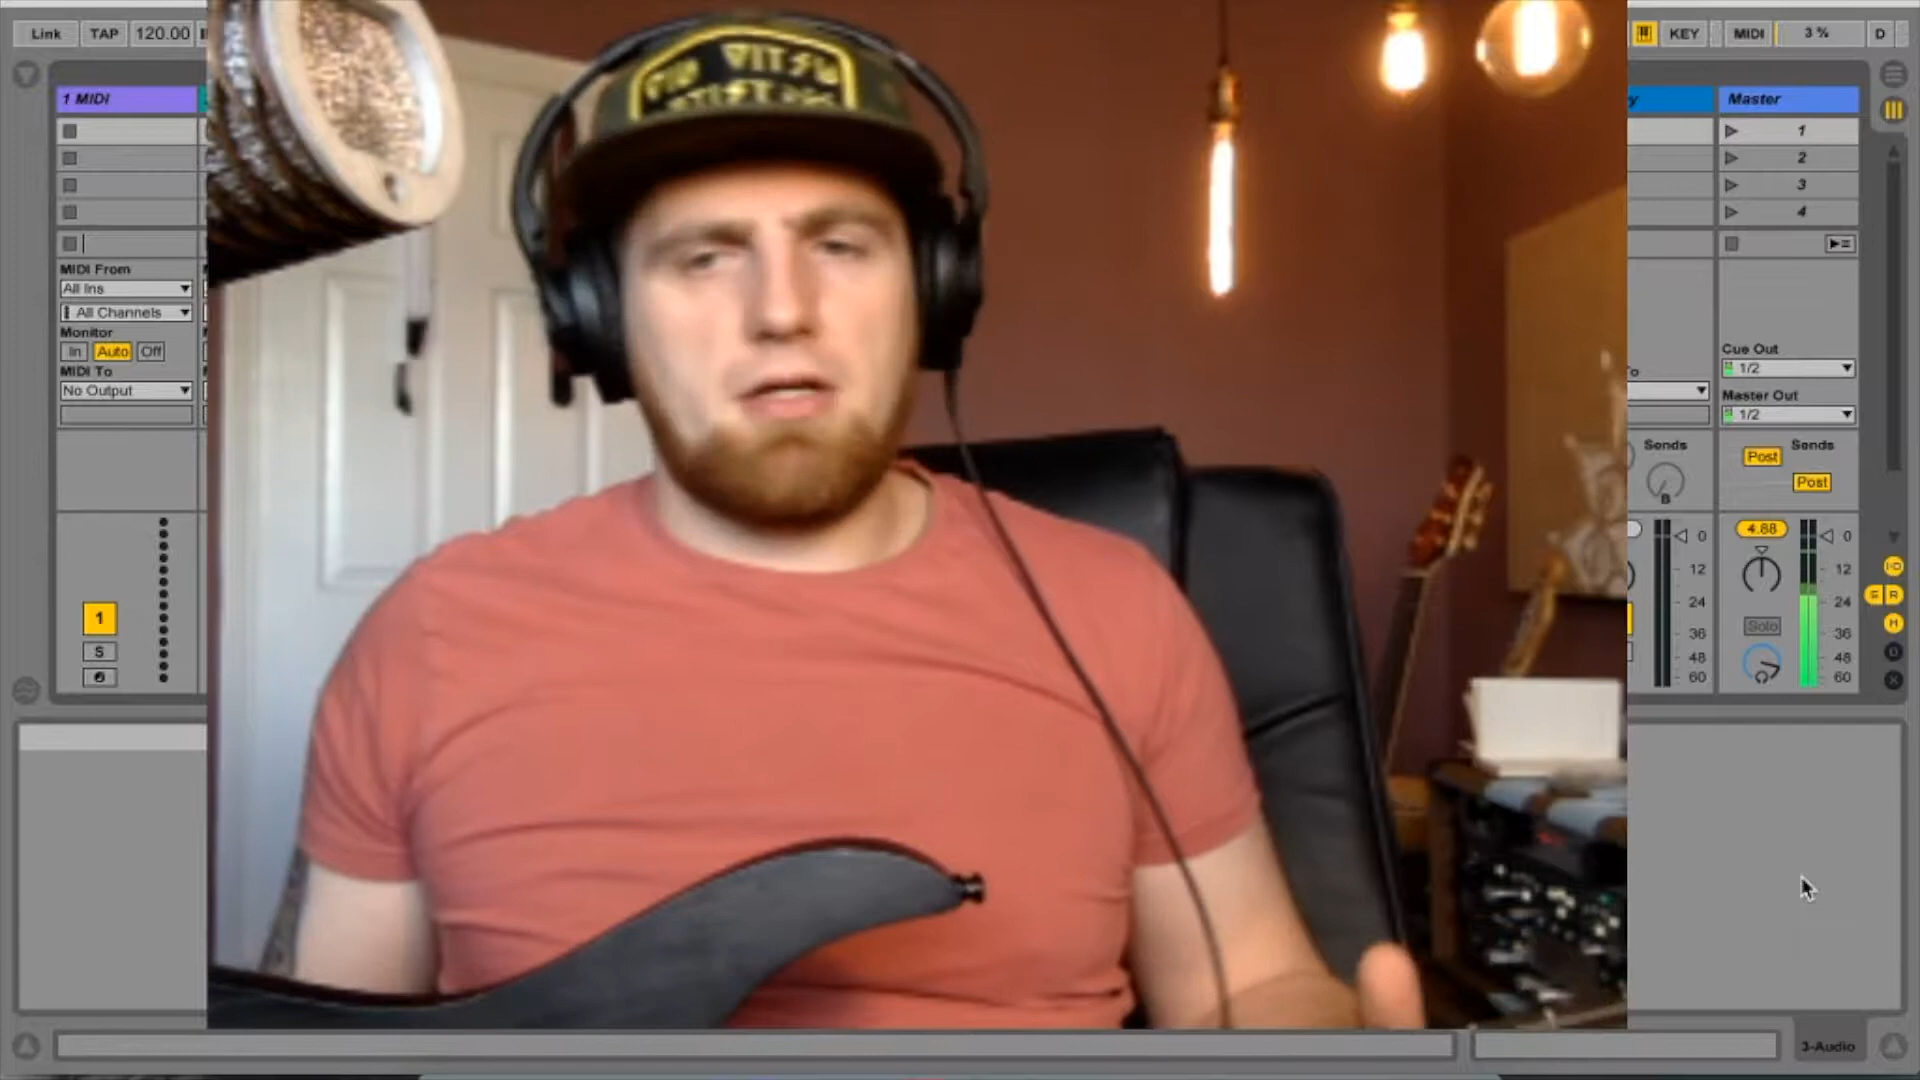 Link TAP 120.00
KEY MIDI 3 % D
1 MIDI
y Master
1
2
3
4
MIDI From
All Ins
All Channels
Monitor
In Auto Off
MIDI To
No Output
Cue Out
1/2
Master Out
1/2
Sends Sends
Post
Post
B
4.68
0 0
12 12
24 24
36 36
48 48
60 60
1
S
Solo
I·O
S R
M
D
X
3-Audio